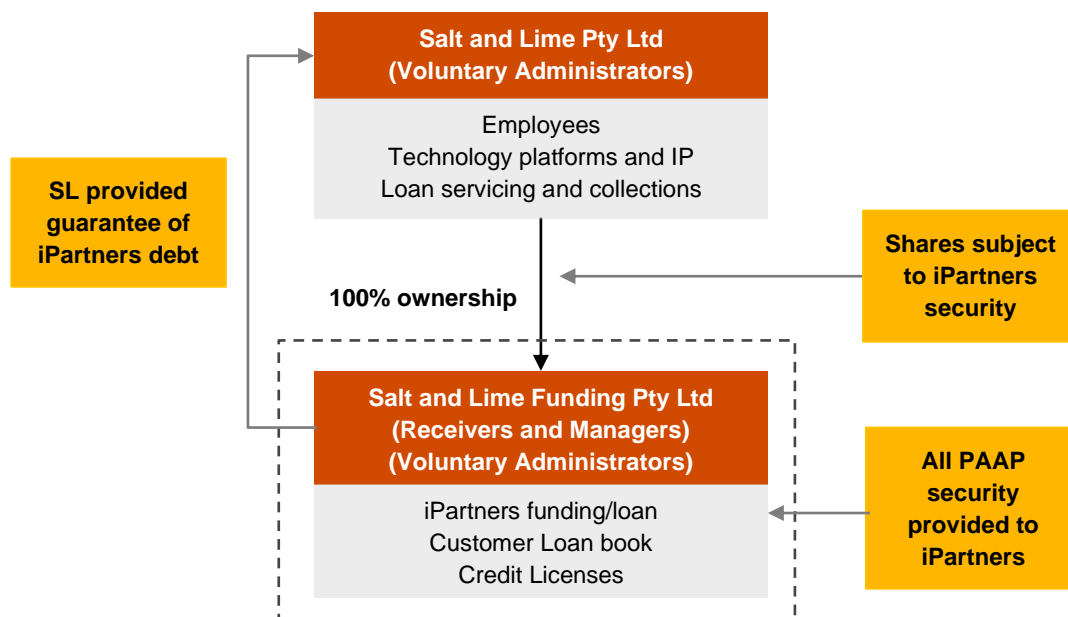 Salt and Lime Pty Ltd
(Voluntary Administrators)
Employees
Technology platforms and IP
Loan servicing and collections
SL provided
guarantee of
iPartners debt
Shares subject
to iPartners
security
100% ownership
Salt and Lime Funding Pty Ltd
(Receivers and Managers)
(Voluntary Administrators)
iPartners funding/loan
Customer Loan book
Credit Licenses
All PAAP
security
provided to
iPartners